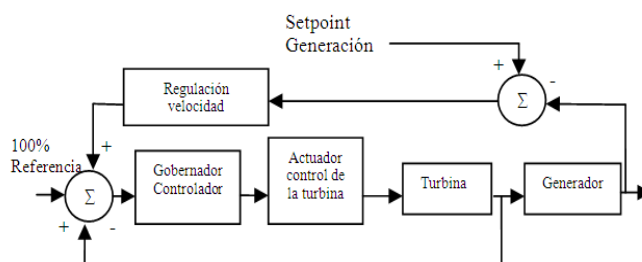 Setpoint
Generación
+
-
Σ
Regulación
velocidad
100%
Referencia
+
Σ
+
-
Gobernador
Controlador
Actuador
control de
la turbina
Turbina
Generador